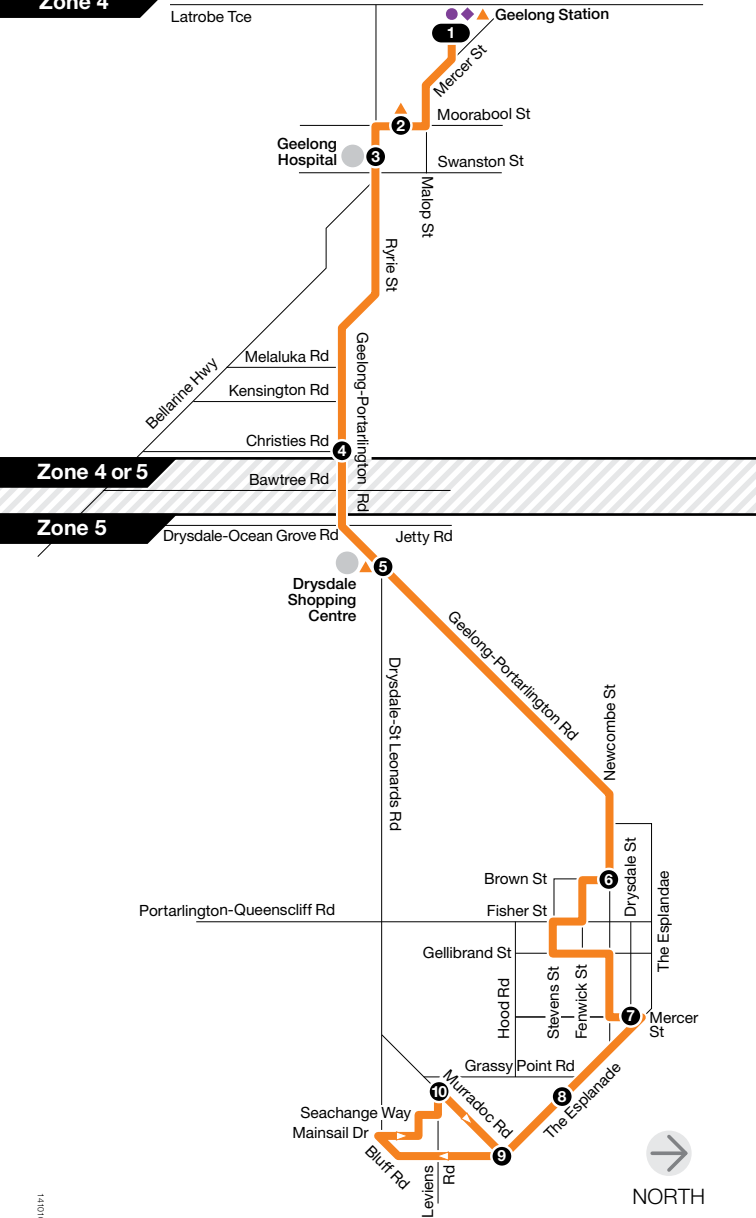 Zone 4
Latrobe Tce
Geelong Station
1
Mercer St
Moorabool St
2
Geelong
Hospital
3
Swanston St
Malop St
Ryrie St
Bellarine Hwy
Melaluka Rd
Geelong-Portarlington Rd
Kensington Rd
Christies Rd
4
Zone 4 or 5
Bawtree Rd
Zone 5
Drysdale-Ocean Grove Rd
Jetty Rd
5
Drysdale
Shopping
Centre
Geelong-Portarlington Rd
Drysdale-St Leonards Rd
Newcombe St
Brown St
6
Drysdale St
The Esplandae
Portarlington-Queenscliff Rd
Fisher St
Gellibrand St
Hood Rd
Stevens St
Fenwick St
7
Mercer
St
Grassy Point Rd
8
The Esplanade
10
Murradoc Rd
Seachange Way
Mainsail Dr
Bluff Rd
9
Leviens
Rd
NORTH